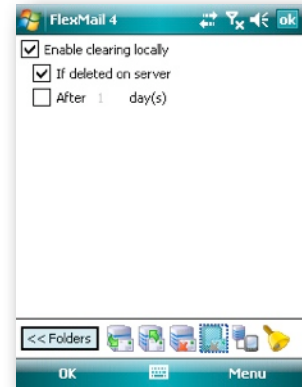 FlexMail 4
ok
Enable clearing locally
If deleted on server
After 1 day(s)
<< Folders
OK
Menu